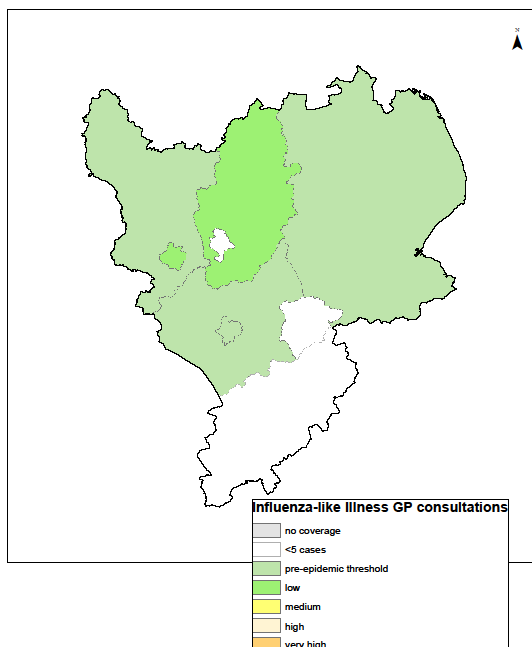 N
Influenza-like Illness GP consultations
no coverage
<5 cases
pre-epidemic threshold
low
medium
high
very high